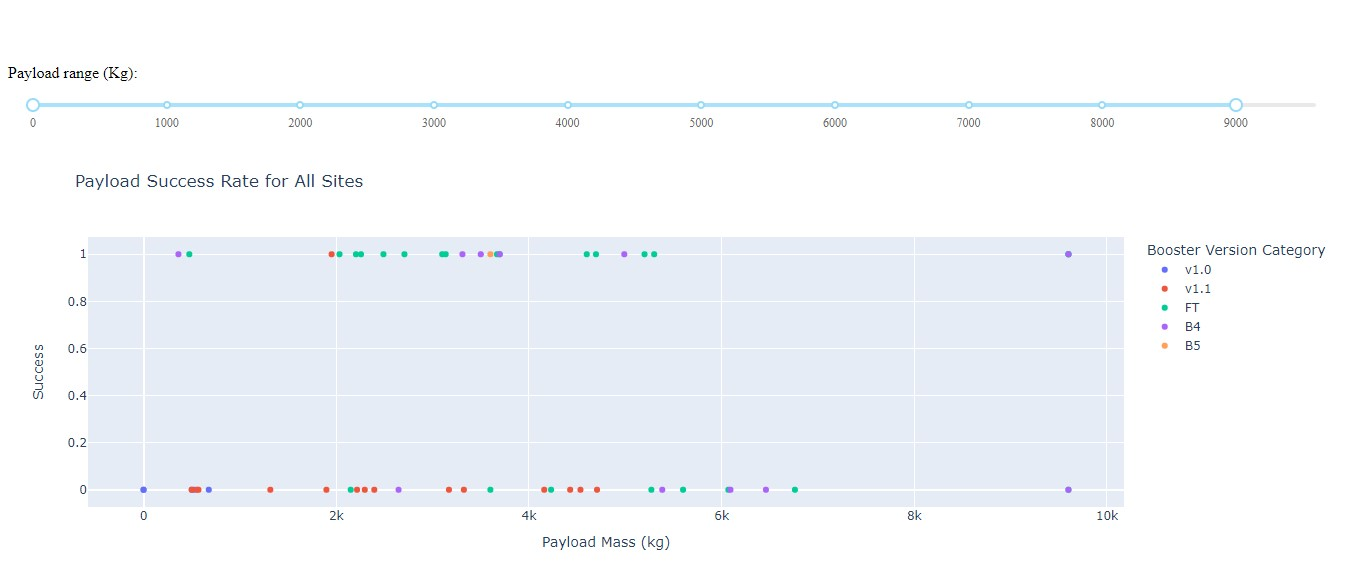 Payload range (Kg):
0 1000 2000 3000 4000 5000 6000 7000 8000 9000
Payload Success Rate for All Sites
Booster Version Category
v1.0
v1.1
FT
B4
B5
1
0.8
0.6
0.4
0.2
0
Success
0 2k 4k 6k 8k 10k
Payload Mass (kg)